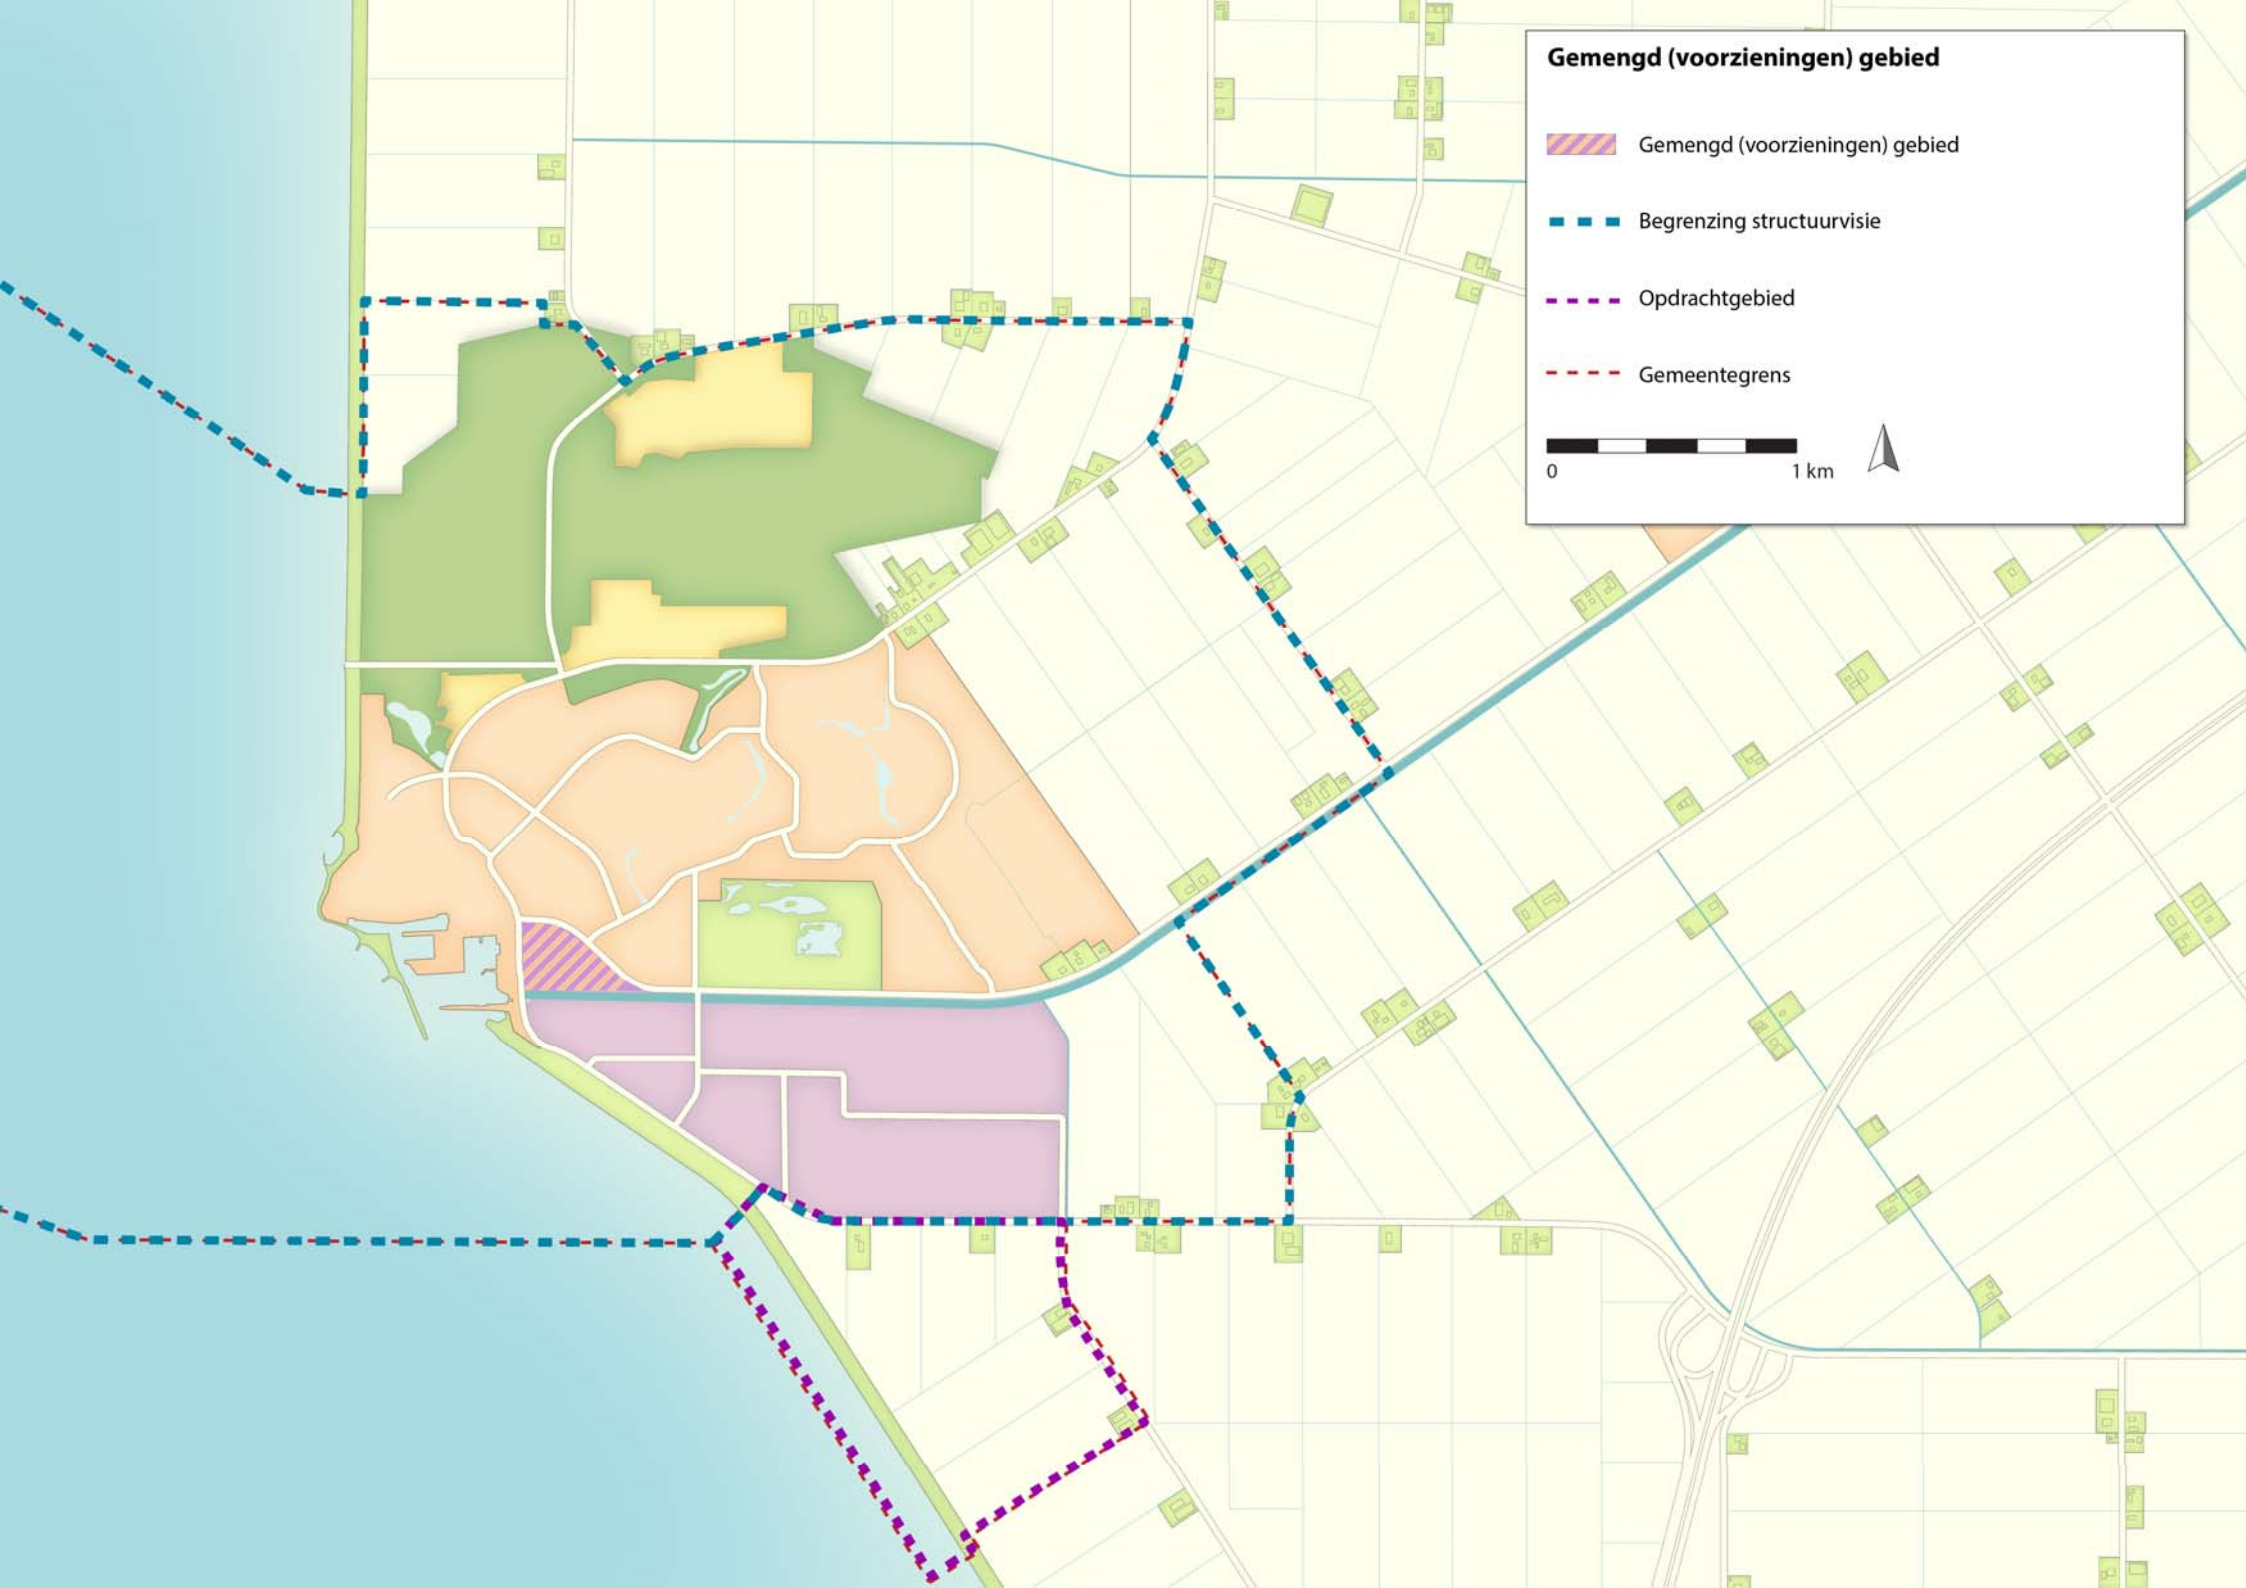 Gemengd (voorzieningen) gebied
Gemengd (voorzieningen) gebied
Begrenzing structuurvisie
Opdrachtgebied
Gemeentegrens
0 1 km